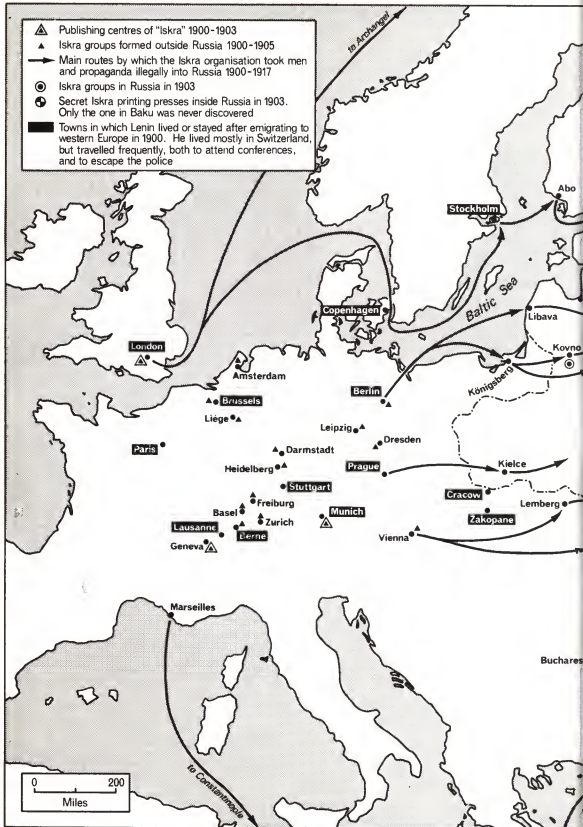 Publishing centres of "Iskra" 1900-1903
Iskra groups formed outside Russia 1900-1905
Main routes by which the Iskra organisation took men
and propaganda illegally into Russia 1900-1917
Iskra groups in Russia in 1903
Secret Iskra printing presses inside Russia in 1903.
Only the one in Baku was never discovered
Towns in which Lenin lived or stayed after emigrating to
western Europe in 1900. He lived mostly in Switzerland,
but travelled frequently, both to attend conferences,
and to escape the police
to Archangel
Abo
Stockholm
Copenhagen
Baltic Sea
Libava
London
Kovno
Königsberg
Amsterdam
Berlin
Brussels
Liége
Leipzig
Dresden
Paris
Darmstadt
Heidelberg
Prague
Kielce
Stuttgart
Cracow
Freiburg
Lemberg
Basel
Munich
Zakopane
Zurich
Lausanne
Berne
Vienna
Geneva
Marseilles
Buchares
to Constantinople
0 200
Miles